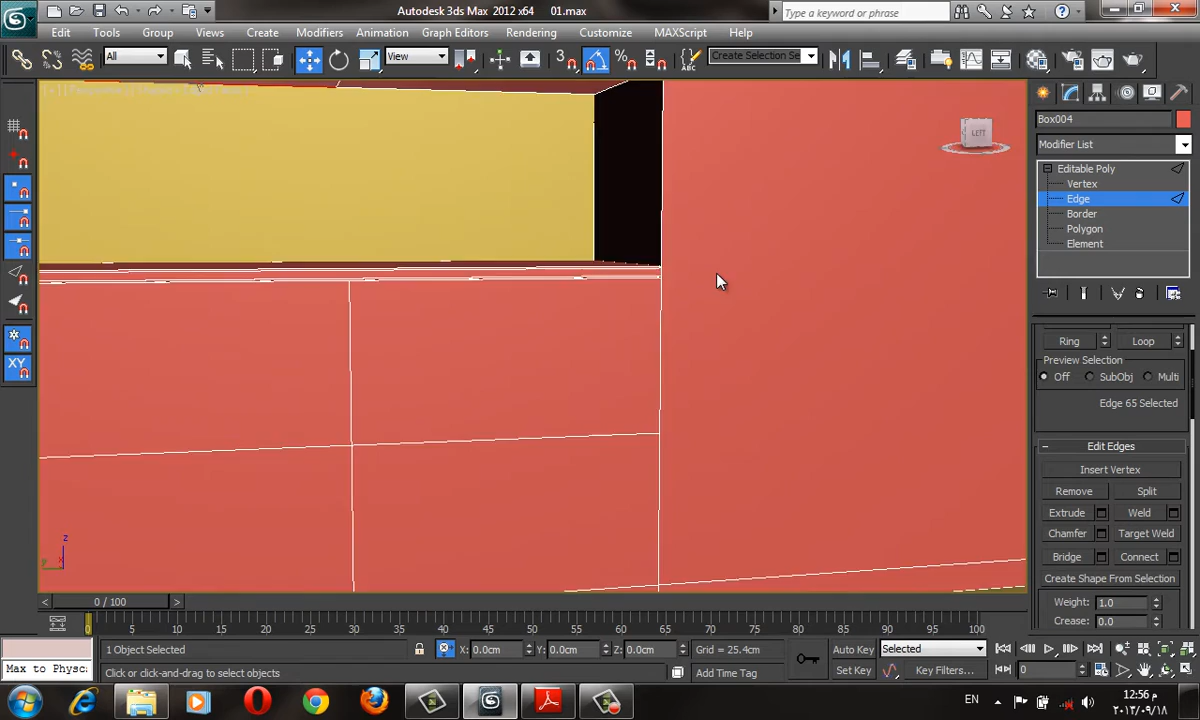 Autodesk 3ds Max 2012 x64 01.max
Type a keyword or phrase
Edit Tools Group Views Create Modifiers Animation Graph Editors Rendering Customize MAXScript Help
All View 3 Create Selection Se
LEFT
Box004
Modifier List
Editable Poly
Vertex
Edge
Border
Polygon
Element
Ring Loop
Preview Selection
Off SubObj Multi
Edge 65 Selected
Edit Edges
Insert Vertex
Remove Split
Extrude Weld
Chamfer Target Weld
Bridge Connect
Create Shape From Selection
Weight: 1.0
Crease: 0.0
XY
z
y x
0 / 100
0 5 10 15 20 25 30 35 40 45 50 55 60 65 70 75 80 85 90 95 100
1 Object Selected X: 0.0cm Y: 0.0cm Z: 0.0cm Grid = 25.4cm Auto Key Selected
Max to Physc Click or click-and-drag to select objects Add Time Tag Set Key Key Filters... 0
EN
م 12:56
٢٠١٣/٠٩/١٨